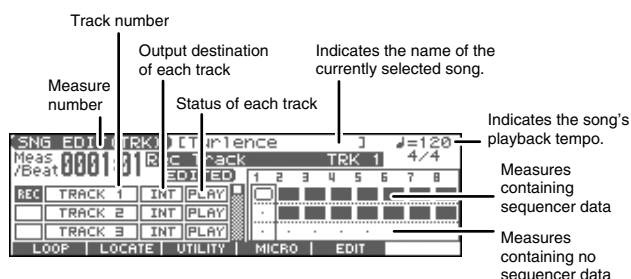 Track number
Output destination
of each track
Indicates the name of the
currently selected song.
Measure
number
Status of each track
Indicates the song's
playback tempo.
SNG EDIT(TRK) [Turlence ] ♩=120
Meas
/Beat 0001:01 Rec Track TRK 1 4/4
EDITED 1 2 3 4 5 6 7 8
REC TRACK 1 INT PLAY
TRACK 2 INT PLAY
TRACK 3 INT PLAY
LOOP LOCATE UTILITY MICRO EDIT
Measures
containing
sequencer data
Measures
containing no
sequencer data